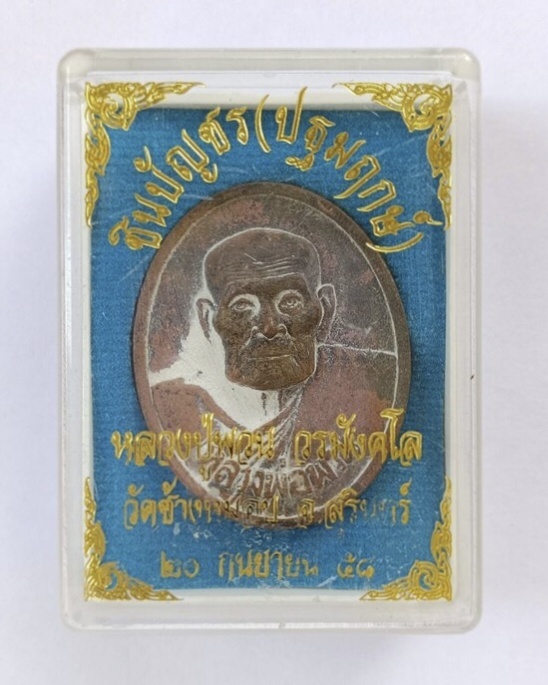 ชินบัญชร(ปฐมฤกษ์)
หลวงปู่พวน วรมังคโล
จ.สุรินทร์
๒๐ กันยายน ๕๘